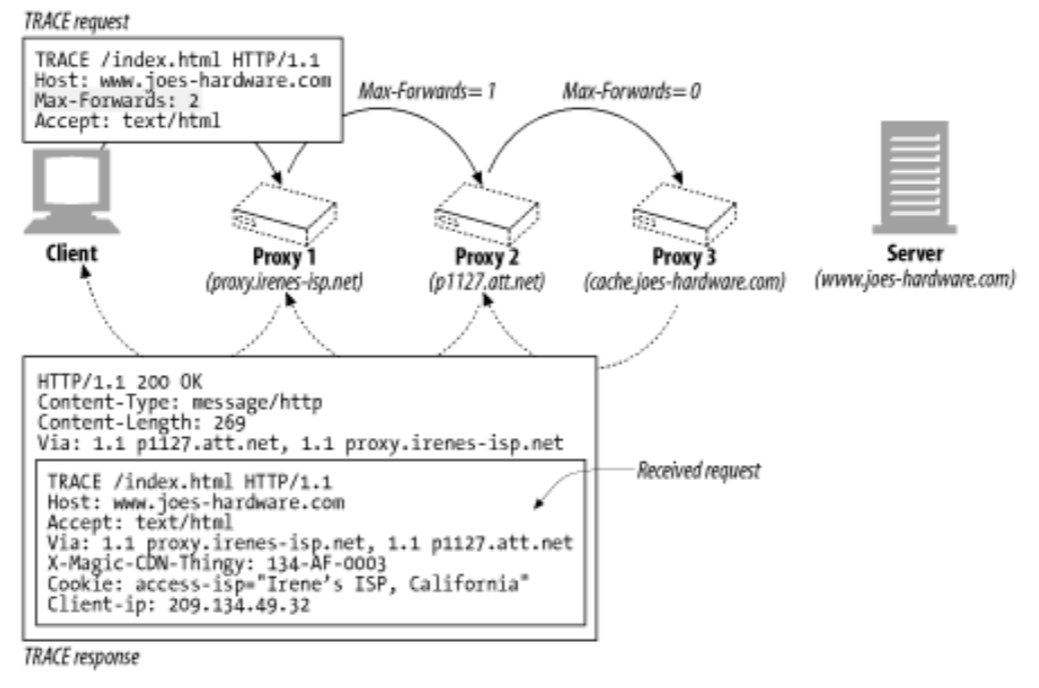 TRACE request
TRACE /index.html HTTP/1.1
Host: www.joes-hardware.com
Max-Forwards: 2
Accept: text/html
Max-Forwards= 1
Max-Forwards= 0
Client
Proxy 1
(proxy.irenes-isp.net)
Proxy 2
(p1127.att.net)
Proxy 3
(cache.joes-hardware.com)
Server
(www.joes-hardware.com)
HTTP/1.1 200 OK
Content-Type: message/http
Content-Length: 269
Via: 1.1 p1127.att.net, 1.1 proxy.irenes-isp.net
TRACE /index.html HTTP/1.1
Host: www.joes-hardware.com
Accept: text/html
Via: 1.1 proxy.irenes-isp.net, 1.1 p1127.att.net
X-Magic-CDN-Thingy: 134-AF-0003
Cookie: access-isp="Irene's ISP, California"
Client-ip: 209.134.49.32
Received request
TRACE response